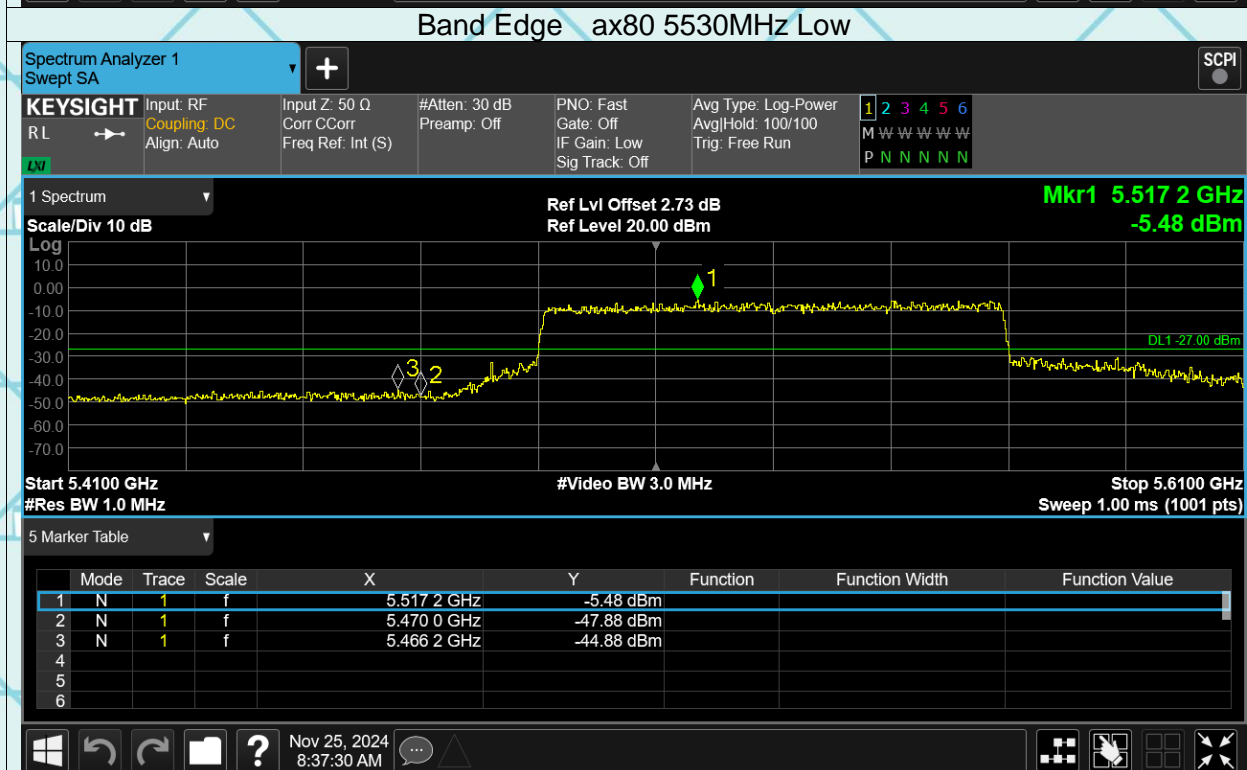 Band Edge ax80 5530MHz Low
Spectrum Analyzer 1
Swept SA
SCPI
KEYSIGHT
R L
LXI
Input: RF
Coupling: DC
Align: Auto
Input Z: 50 Ω
Corr CCorr
Freq Ref: Int (S)
#Atten: 30 dB
Preamp: Off
PNO: Fast
Gate: Off
IF Gain: Low
Sig Track: Off
Avg Type: Log-Power
Avg|Hold: 100/100
Trig: Free Run
1 2 3 4 5 6
M W W W W W W
P N N N N N
1 Spectrum
Scale/Div 10 dB
Ref Lvl Offset 2.73 dB
Ref Level 20.00 dBm
Mkr1 5.517 2 GHz
-5.48 dBm
Log
10.0
0.00
-10.0
-20.0
-30.0
-40.0
-50.0
-60.0
-70.0
1
3
2
DL1 -27.00 dBm
Start 5.4100 GHz
#Res BW 1.0 MHz
#Video BW 3.0 MHz
Stop 5.6100 GHz
Sweep 1.00 ms (1001 pts)
5 Marker Table
Mode Trace Scale X Y Function Function Width Function Value
1 N 1 f 5.517 2 GHz -5.48 dBm
2 N 1 f 5.470 0 GHz -47.88 dBm
3 N 1 f 5.466 2 GHz -44.88 dBm
4
5
6
?
Nov 25, 2024
8:37:30 AM